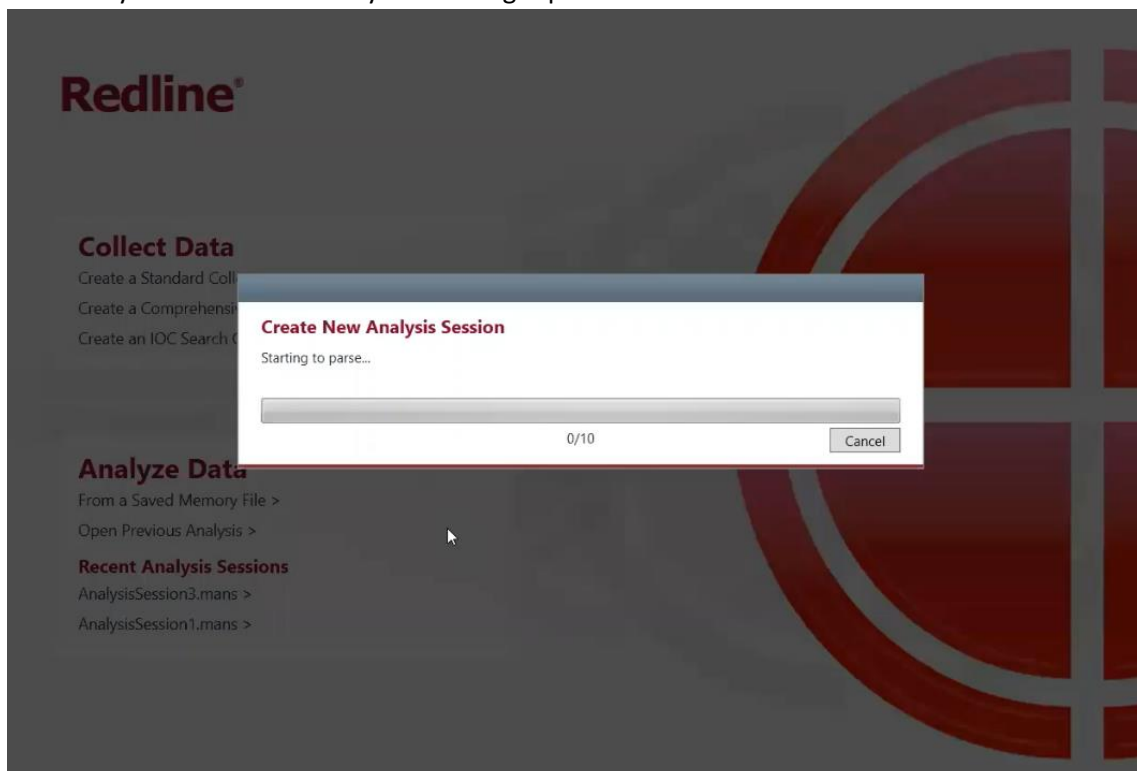 Redline®
Collect Data
Create a Standard Coll
Create a Comprehensi
Create an IOC Search
Create New Analysis Session
Starting to parse...
0/10
Cancel
Analyze Data
From a Saved Memory File >
Open Previous Analysis >
Recent Analysis Sessions
AnalysisSession3.mans >
AnalysisSession1.mans >